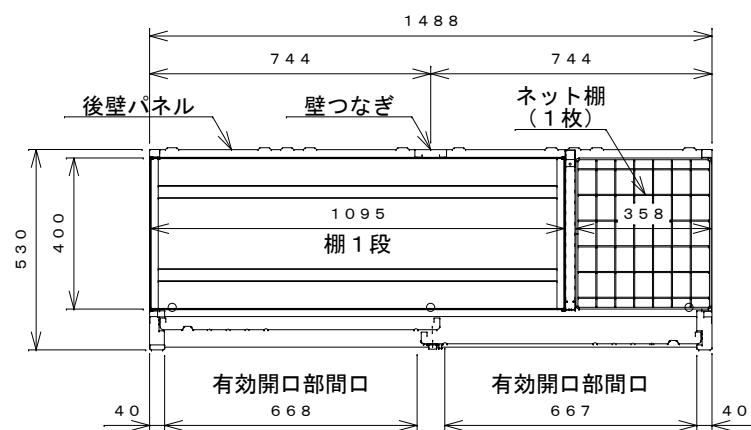 1488
744 744
後壁パネル 壁つなぎ ネット棚
（1枚）
530 400 1095 358
棚1段
有効開口部間口 有効開口部間口
40 668 667 40